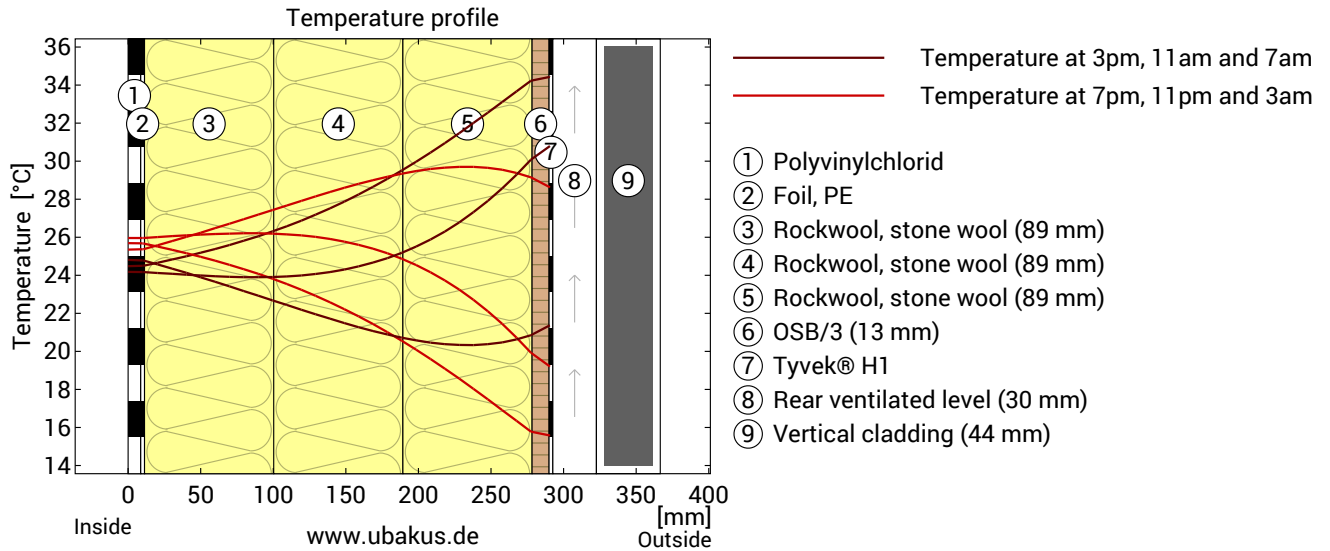 Temperature profile
Temperature [°C]
36
34
32
30
28
26
24
22
20
18
16
14
1
2
3
4
5
6
7
8
9
0
50
100
150
200
250
300
350
400
[mm]
Inside
www.ubakus.de
Outside
Temperature at 3pm, 11am and 7am
Temperature at 7pm, 11pm and 3am
1 Polyvinylchlorid
2 Foil, PE
3 Rockwool, stone wool (89 mm)
4 Rockwool, stone wool (89 mm)
5 Rockwool, stone wool (89 mm)
6 OSB/3 (13 mm)
7 Tyvek® H1
8 Rear ventilated level (30 mm)
9 Vertical cladding (44 mm)